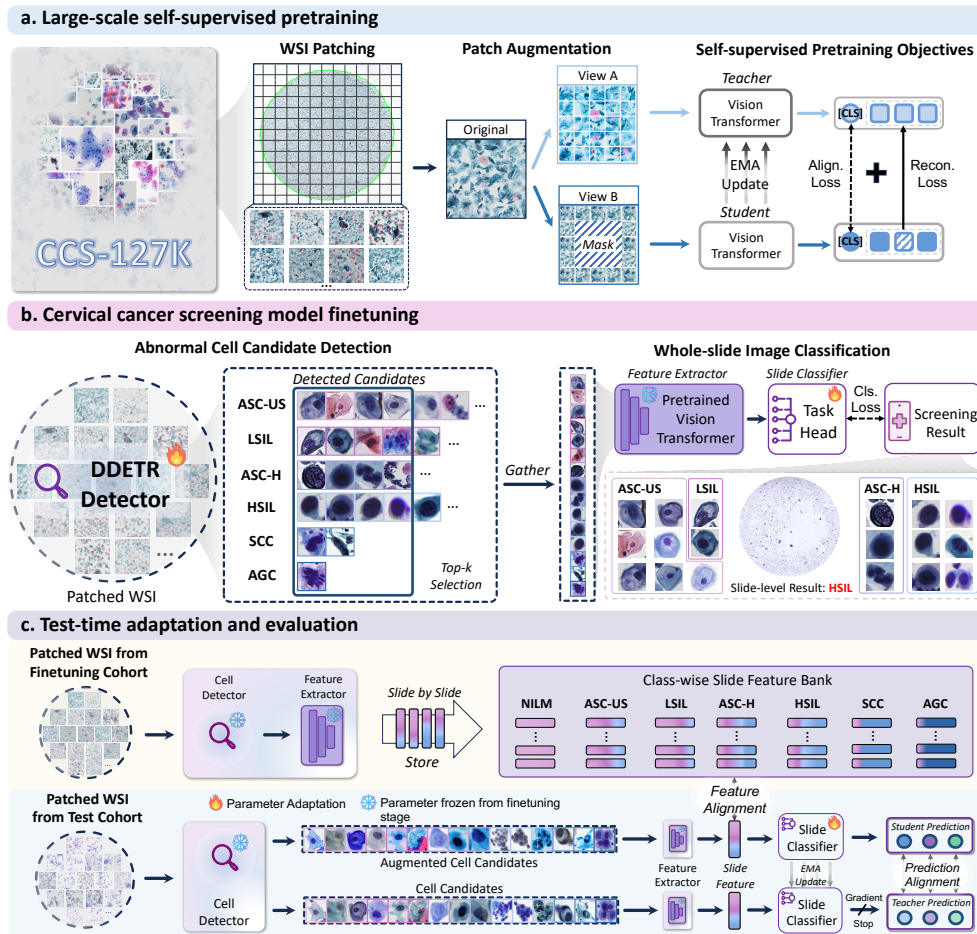 a. Large-scale self-supervised pretraining
WSI Patching
Patch Augmentation
Self-supervised Pretraining Objectives
CCS-127K
...
Original
View A
View B
Mask
Teacher
Vision
Transformer
EMA
Update
Student
Vision
Transformer
[CLS]
Align.
Loss
+
Recon.
Loss
[CLS]
b. Cervical cancer screening model finetuning
Abnormal Cell Candidate Detection
Whole-slide Image Classification
DDETR
Detector
...
Patched WSI
Detected Candidates
ASC-US
...
LSIL
...
ASC-H
...
HSIL
...
SCC
AGC
Top-k
Selection
Gather
Feature Extractor
Pretrained
Vision
Transformer
Slide Classifier
Task
Head
Cls.
Loss
Screening
Result
ASC-US
LSIL
ASC-H
HSIL
Slide-level Result: HSIL
c. Test-time adaptation and evaluation
Patched WSI from
Finetuning Cohort
...
Cell
Detector
Feature
Extractor
Slide by Slide
Store
Class-wise Slide Feature Bank
NILM
ASC-US
LSIL
ASC-H
HSIL
SCC
AGC
Patched WSI
from Test Cohort
...
Parameter Adaptation
Parameter frozen from finetuning
stage
Cell
Detector
Augmented Cell Candidates
Cell Candidates
Feature
Extractor
Feature
Alignment
Slide
Feature
Slide
Classifier
EMA
Update
Slide
Classifier
Gradient
Stop
Student Prediction
Prediction
Alignment
Teacher Prediction